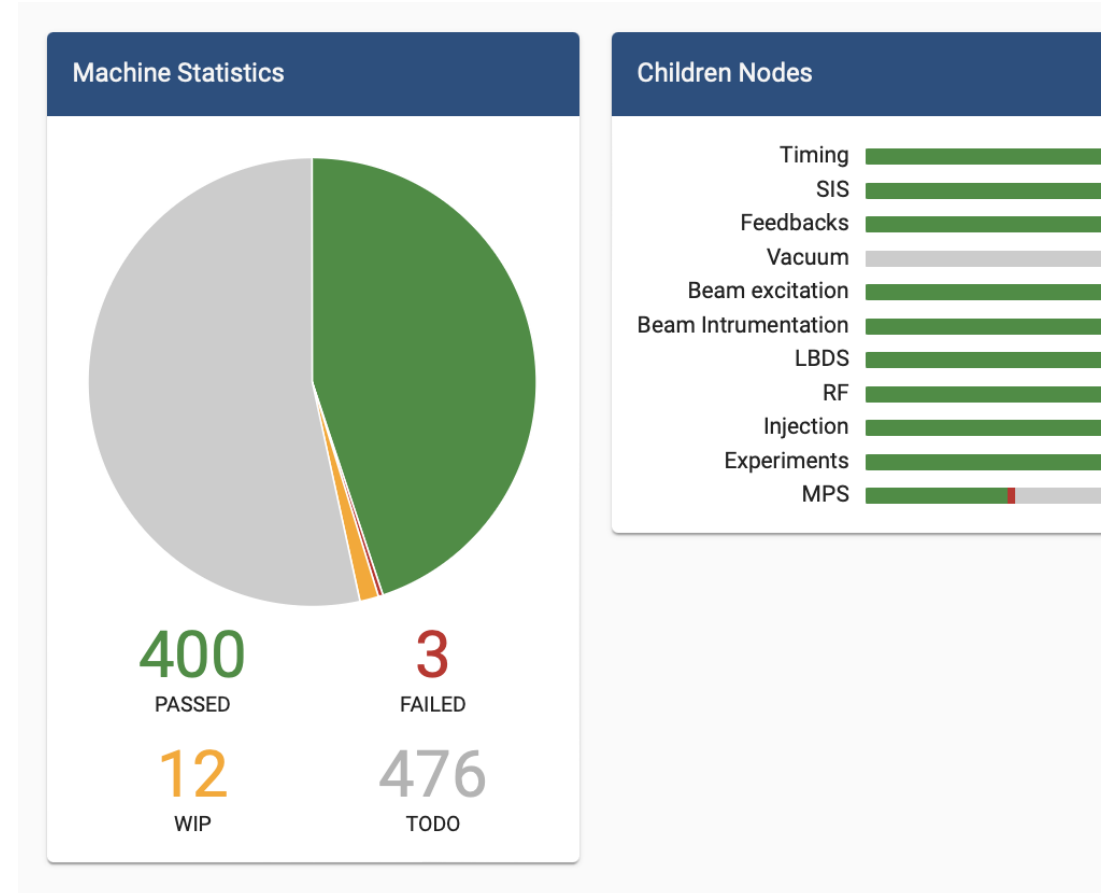 Machine Statistics
400
PASSED
3
FAILED
12
WIP
476
TODO
Children Nodes
Timing
SIS
Feedbacks
Vacuum
Beam excitation
Beam Intrumentation
LBDS
RF
Injection
Experiments
MPS